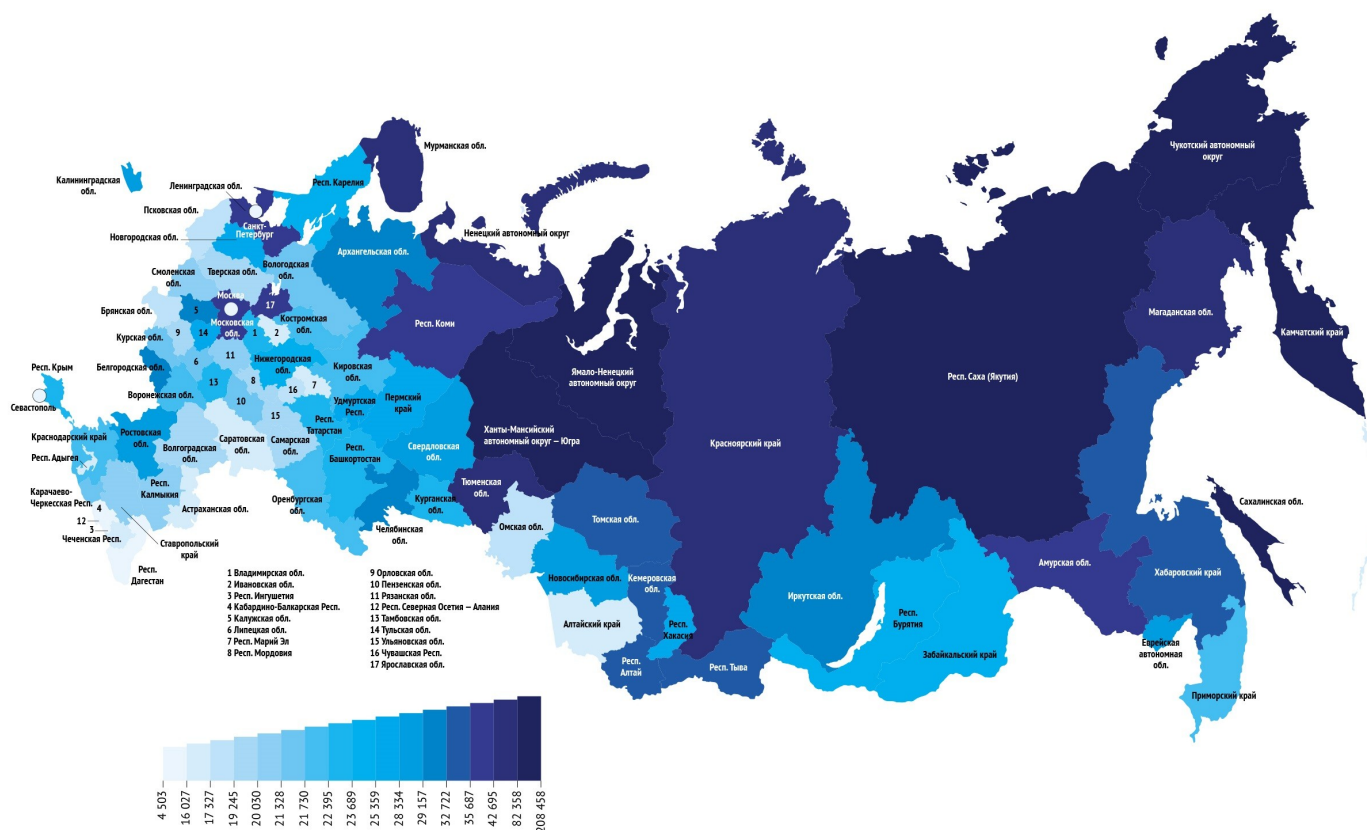 Мурманская обл.
Чукотский автономный
округ
Калининградская
обл.
Ленинградская обл.
Респ. Карелия
Псковская обл.
Санкт-
Петербург
Новгородская обл.
Ненецкий автономный округ
Архангельская обл.
Смоленская
обл.
Тверская обл.
Вологодская
обл.
Москва
17
Брянская обл.
5
Московская
обл.
Костромская
обл.
Респ. Коми
Магаданская обл.
Камчатский край
9
14
1
2
Курская обл.
6
11
Нижегородская
обл.
Кировская
обл.
Респ. Крым
Белгородская обл.
13
8
16
7
Ямало-Ненецкий
автономный округ
Респ. Саха (Якутия)
Воронежская обл.
10
Удмуртская
Респ.
Пермский
край
Севастополь
15
Респ.
Татарстан
Краснодарский край
Ростовская
обл.
Волгоградская
обл.
Саратовская
обл.
Самарская
обл.
Респ.
Башкортостан
Свердловская
обл.
Ханты-Мансийский
автономный округ — Югра
Красноярский край
Респ. Адыгея
Респ.
Калмыкия
Тюменская
обл.
Карачаево-
Черкесская Респ.
4
Астраханская обл.
Оренбургская
обл.
Курганская
обл.
Сахалинская обл.
12
3
Чеченская Респ.
Ставропольский
край
Челябинская
обл.
Омская обл.
Томская обл.
Респ.
Дагестан
Новосибирская обл.
Кемеровская
обл.
Амурская обл.
Хабаровский край
Алтайский край
Респ.
Хакасия
Иркутская обл.
Респ.
Бурятия
Респ.
Алтай
Респ. Тыва
Забайкальский край
Еврейская
автономная
обл.
Приморский край
1 Владимирская обл.
2 Ивановская обл.
3 Респ. Ингушетия
4 Кабардино-Балкарская Респ.
5 Калужская обл.
6 Липецкая обл.
7 Респ. Марий Эл
8 Респ. Мордовия
9 Орловская обл.
10 Пензенская обл.
11 Рязанская обл.
12 Респ. Северная Осетия — Алания
13 Тамбовская обл.
14 Тульская обл.
15 Ульяновская обл.
16 Чувашская Респ.
17 Ярославская обл.
4 503
16 027
17 327
19 245
20 030
21 328
21 730
22 395
23 689
25 359
28 334
29 157
32 722
35 687
42 695
82 358
208 458